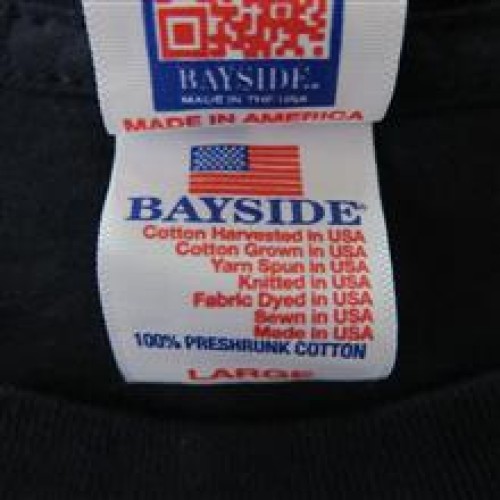 BAYSIDE
MADE IN THE USA
MADE IN AMERICA
BAYSIDE®
Cotton Harvested in USA
Cotton Grown in USA
Yarn Spun in USA
Knitted in USA
Fabric Dyed in USA
Sewn in USA
Made in USA
100% PRESHRUNK COTTON
LARGE